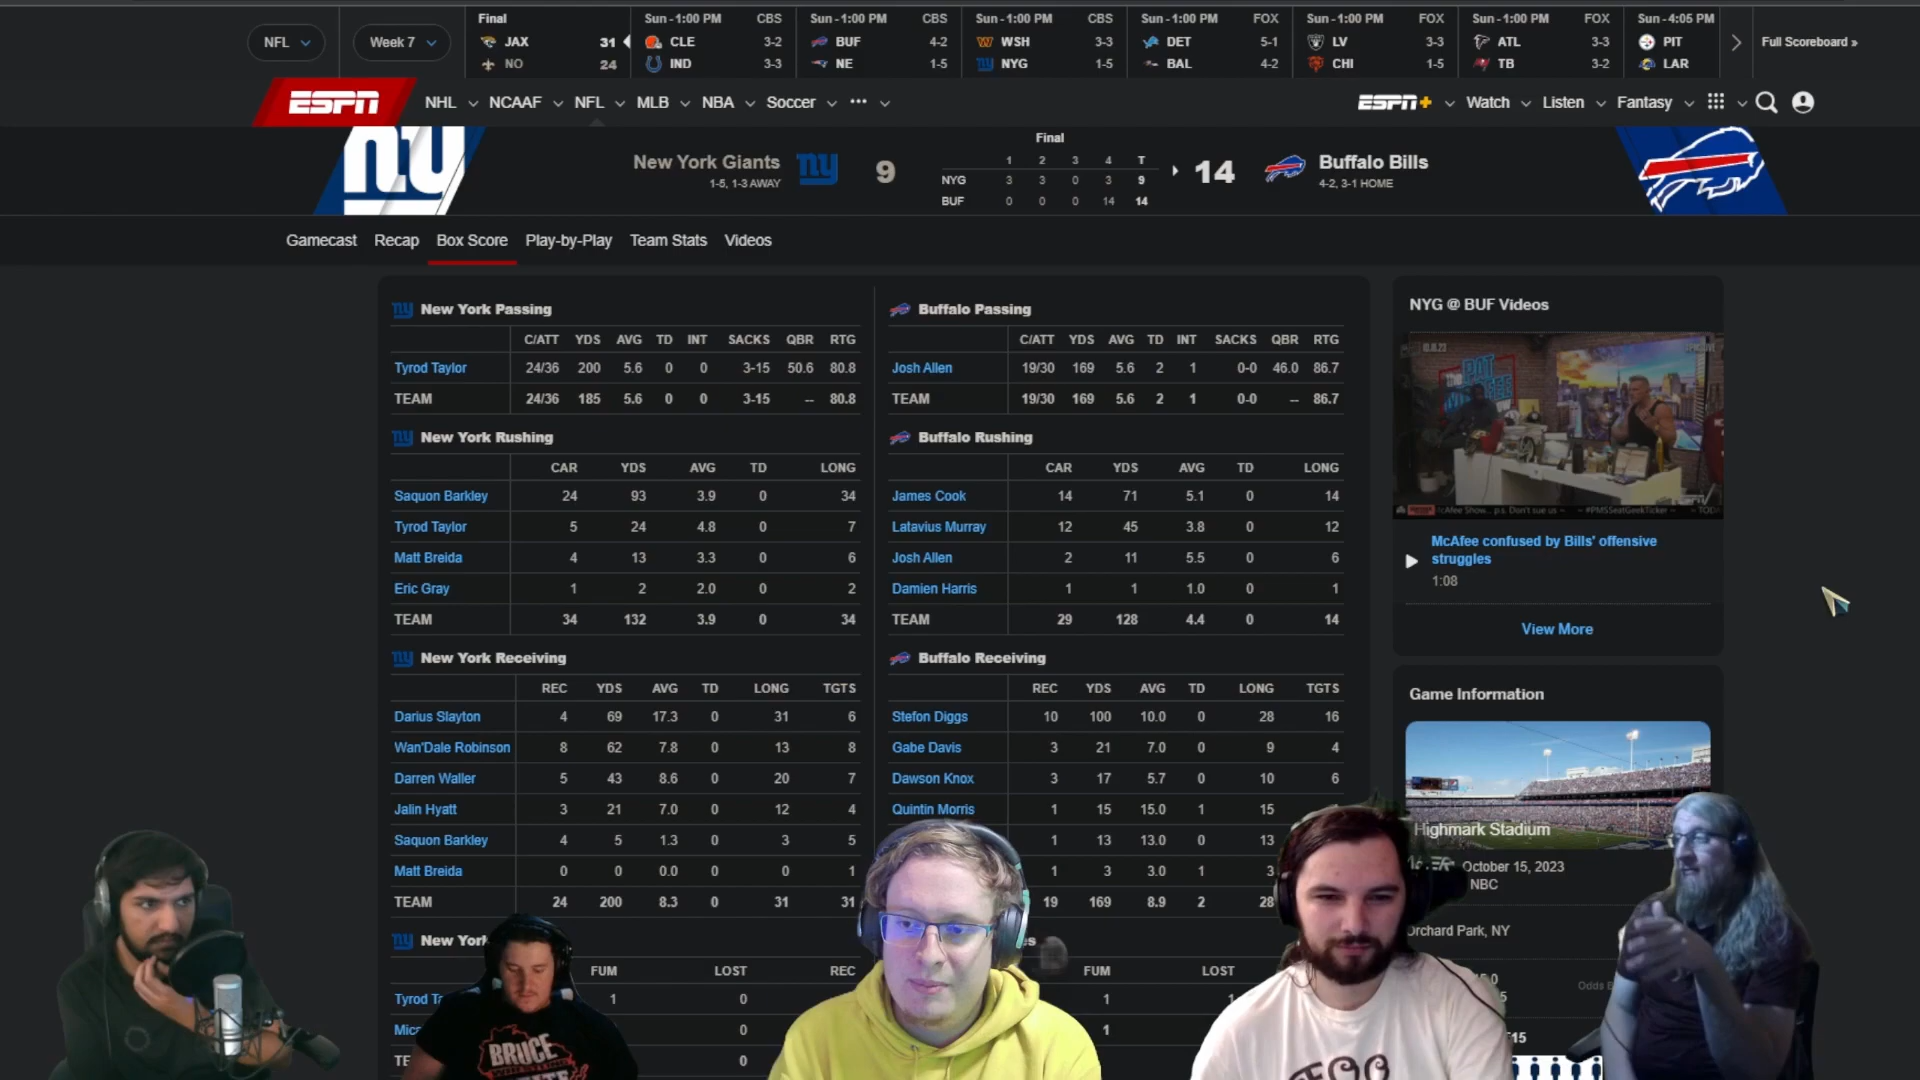 NFL
Week 7
Final
JAX 31
NO 24
Sun - 1:00 PM CBS
CLE 3-2
IND 3-3
Sun - 1:00 PM CBS
BUF 4-2
NE 1-5
Sun - 1:00 PM CBS
WSH 3-3
NYG 1-5
Sun - 1:00 PM FOX
DET 5-1
BAL 4-2
Sun - 1:00 PM FOX
LV 3-3
CHI 1-5
Sun - 1:00 PM FOX
ATL 3-3
TB 3-2
Sun - 4:05 PM
PIT
LAR
Full Scoreboard »
ESPN NHL NCAAF NFL MLB NBA Soccer ••• ESPN+ Watch Listen Fantasy
ny
New York Giants ny 9
1-5, 1-3 AWAY
Final
1 2 3 4 T
NYG 3 3 0 3 9
BUF 0 0 0 14 14
14 Buffalo Bills
4-2, 3-1 HOME
Gamecast Recap Box Score Play-by-Play Team Stats Videos
New York Passing
C/ATT YDS AVG TD INT SACKS QBR RTG
Tyrod Taylor 24/36 200 5.6 0 0 3-15 50.6 80.8
TEAM 24/36 185 5.6 0 0 3-15 -- 80.8
Buffalo Passing
C/ATT YDS AVG TD INT SACKS QBR RTG
Josh Allen 19/30 169 5.6 2 1 0-0 46.0 86.7
TEAM 19/30 169 5.6 2 1 0-0 -- 86.7
New York Rushing
CAR YDS AVG TD LONG
Saquon Barkley 24 93 3.9 0 34
Tyrod Taylor 5 24 4.8 0 7
Matt Breida 4 13 3.3 0 6
Eric Gray 1 2 2.0 0 2
TEAM 34 132 3.9 0 34
Buffalo Rushing
CAR YDS AVG TD LONG
James Cook 14 71 5.1 0 14
Latavius Murray 12 45 3.8 0 12
Josh Allen 2 11 5.5 0 6
Damien Harris 1 1 1.0 0 1
TEAM 29 128 4.4 0 14
New York Receiving
REC YDS AVG TD LONG TGTS
Darius Slayton 4 69 17.3 0 31 6
Wan'Dale Robinson 8 62 7.8 0 13 8
Darren Waller 5 43 8.6 0 20 7
Jalin Hyatt 3 21 7.0 0 12 4
Saquon Barkley 4 5 1.3 0 3 5
Matt Breida 0 0 0.0 0 0 1
TEAM 24 200 8.3 0 31 31
Buffalo Receiving
REC YDS AVG TD LONG TGTS
Stefon Diggs 10 100 10.0 0 28 16
Gabe Davis 3 21 7.0 0 9 4
Dawson Knox 3 17 5.7 0 10 6
Quintin Morris 1 15 15.0 1 15
1 13 13.0 0 13
1 3 3.0 1 3
19 169 8.9 2 28
New York
FUM LOST REC
Tyrod Ta 1 0
Mica 0
TE 0
es
FUM LOST
1 1
1
NYG @ BUF Videos
THE PAT
McAfee Show... p.s. Don't sue us ~ ~ #PMSSeatGeekTicker ~ ~ TOD
McAfee confused by Bills' offensive
struggles
1:08
View More
Game Information
Highmark Stadium
October 15, 2023
NBC
Orchard Park, NY
Odds
BRUCE